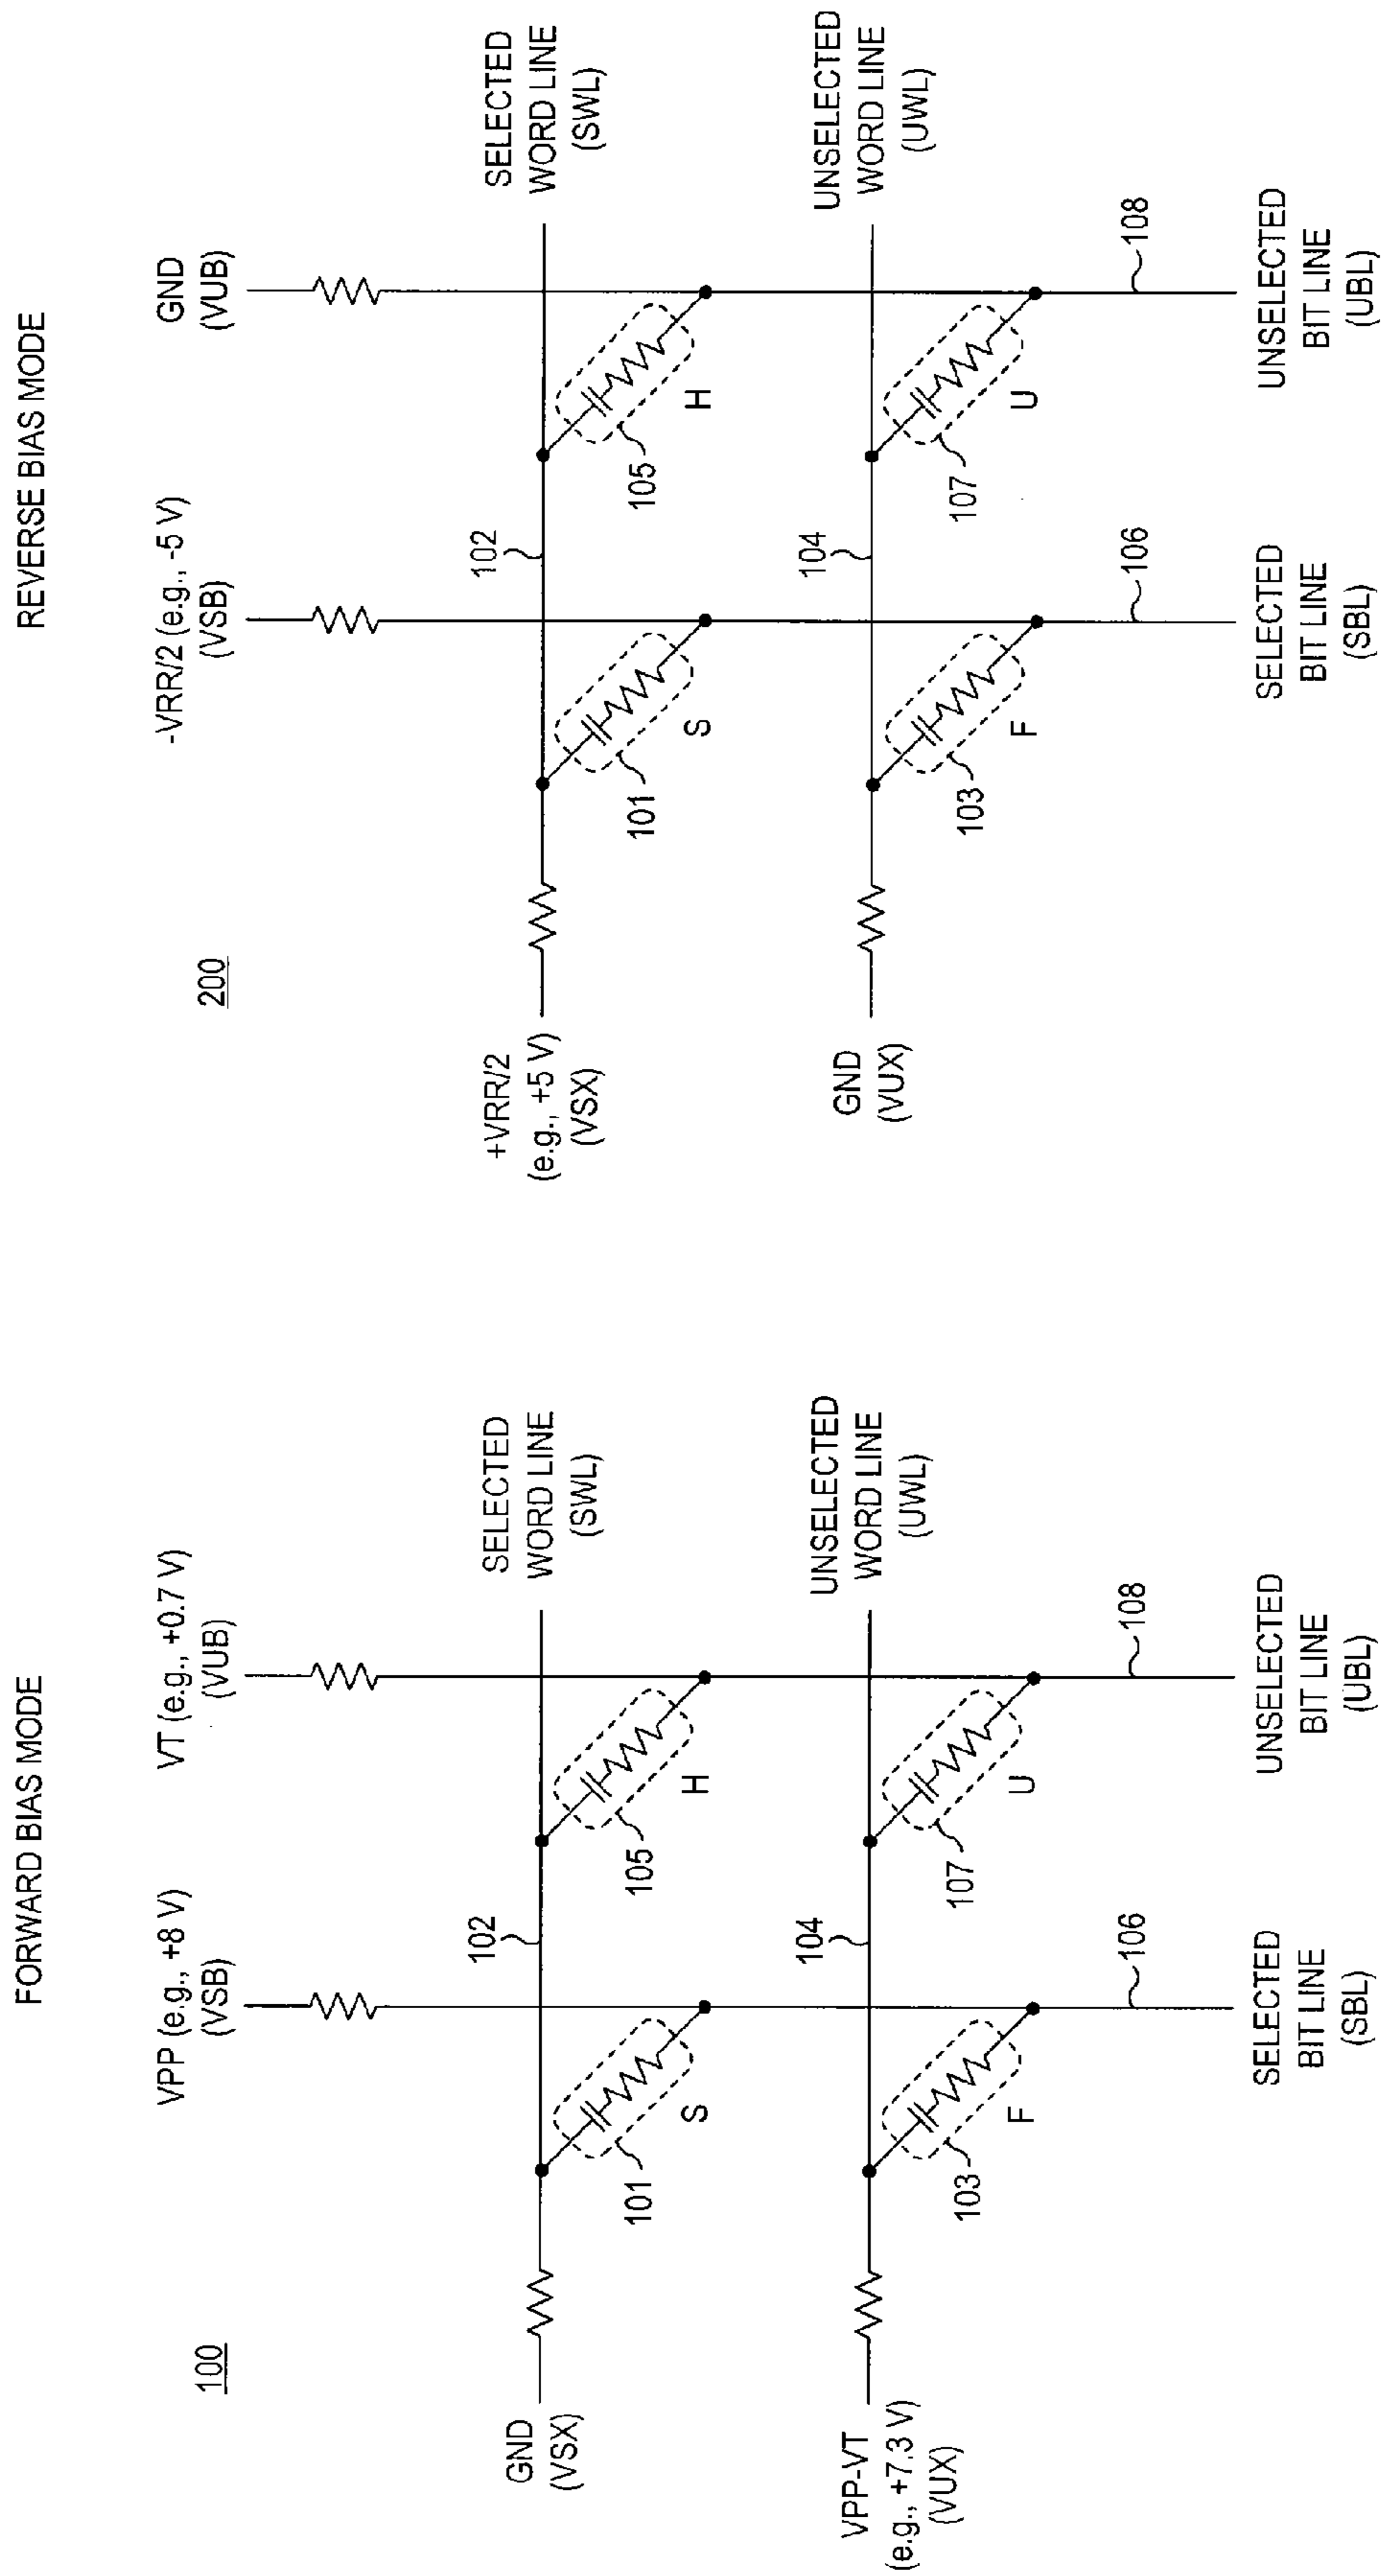 FORWARD BIAS MODE
100
VPP (e.g., +8 V)
(VSB)
VT (e.g., +0.7 V)
(VUB)
GND
(VSX)
102
SELECTED
WORD LINE
(SWL)
101
S
105
H
VPP-VT
(e.g., +7.3 V)
(VUX)
104
UNSELECTED
WORD LINE
(UWL)
103
F
107
U
106
108
SELECTED
BIT LINE
(SBL)
UNSELECTED
BIT LINE
(UBL)
REVERSE BIAS MODE
200
-VRR/2 (e.g., -5 V)
(VSB)
GND
(VUB)
+VRR/2
(e.g., +5 V)
(VSX)
102
SELECTED
WORD LINE
(SWL)
101
S
105
H
GND
(VUX)
104
UNSELECTED
WORD LINE
(UWL)
103
F
107
U
106
108
SELECTED
BIT LINE
(SBL)
UNSELECTED
BIT LINE
(UBL)